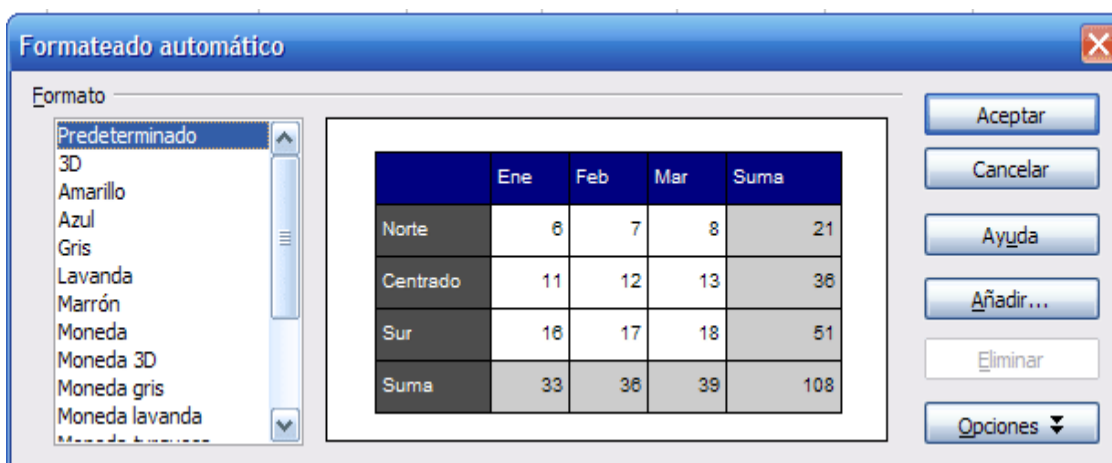 Formateado automático
Formato
Predeterminado
3D
Amarillo
Azul
Gris
Lavanda
Marrón
Moneda
Moneda 3D
Moneda gris
Moneda lavanda
Ene Feb Mar Suma
Norte 6 7 8 21
Centrado 11 12 13 36
Sur 16 17 18 51
Suma 33 36 39 108
Aceptar
Cancelar
Ayuda
Añadir...
Eliminar
Opciones